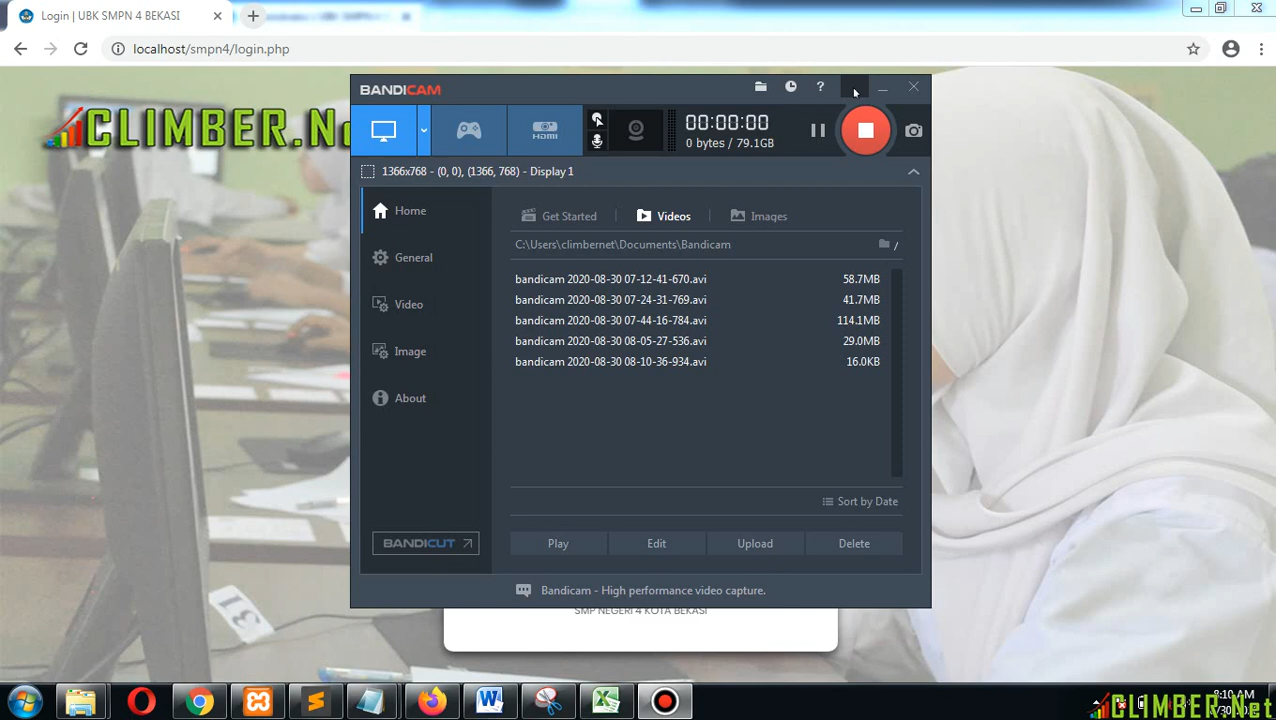 Login | UBK SMPN 4 BEKASI
localhost/smpn4/login.php
CLIMBER.Ne
BANDICAM
?
HDMI
00:00:00
0 bytes / 79.1GB
1366x768 - (0, 0), (1366, 768) - Display 1
Home
General
Video
Image
About
BANDICUT
Get Started
Videos
Images
C:\Users\climbernet\Documents\Bandicam
/
bandicam 2020-08-30 07-12-41-670.avi 58.7MB
bandicam 2020-08-30 07-24-31-769.avi 41.7MB
bandicam 2020-08-30 07-44-16-784.avi 114.1MB
bandicam 2020-08-30 08-05-27-536.avi 29.0MB
bandicam 2020-08-30 08-10-36-934.avi 16.0KB
Sort by Date
Play Edit Upload Delete
Bandicam - High performance video capture.
SMP NEGERI 4 KOTA BEKASI
31
8:10 AM
CLIMBER.Net